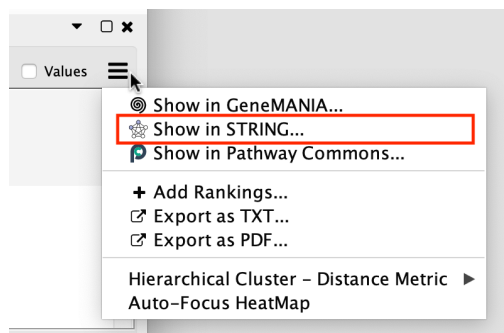 Values
Show in GeneMANIA...
Show in STRING...
Show in Pathway Commons...
Add Rankings...
Export as TXT...
Export as PDF...
Hierarchical Cluster – Distance Metric
Auto-Focus HeatMap